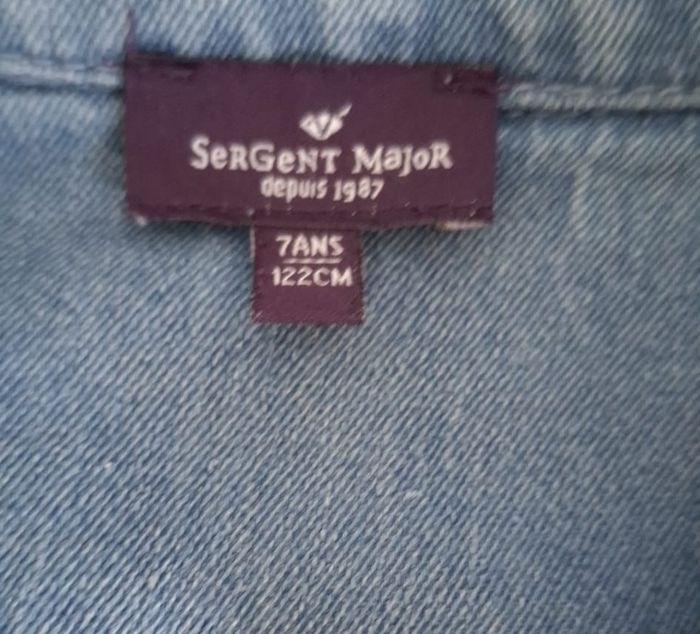 SeRGeNT MaJoR
depuis 1987
7ANS
122CM